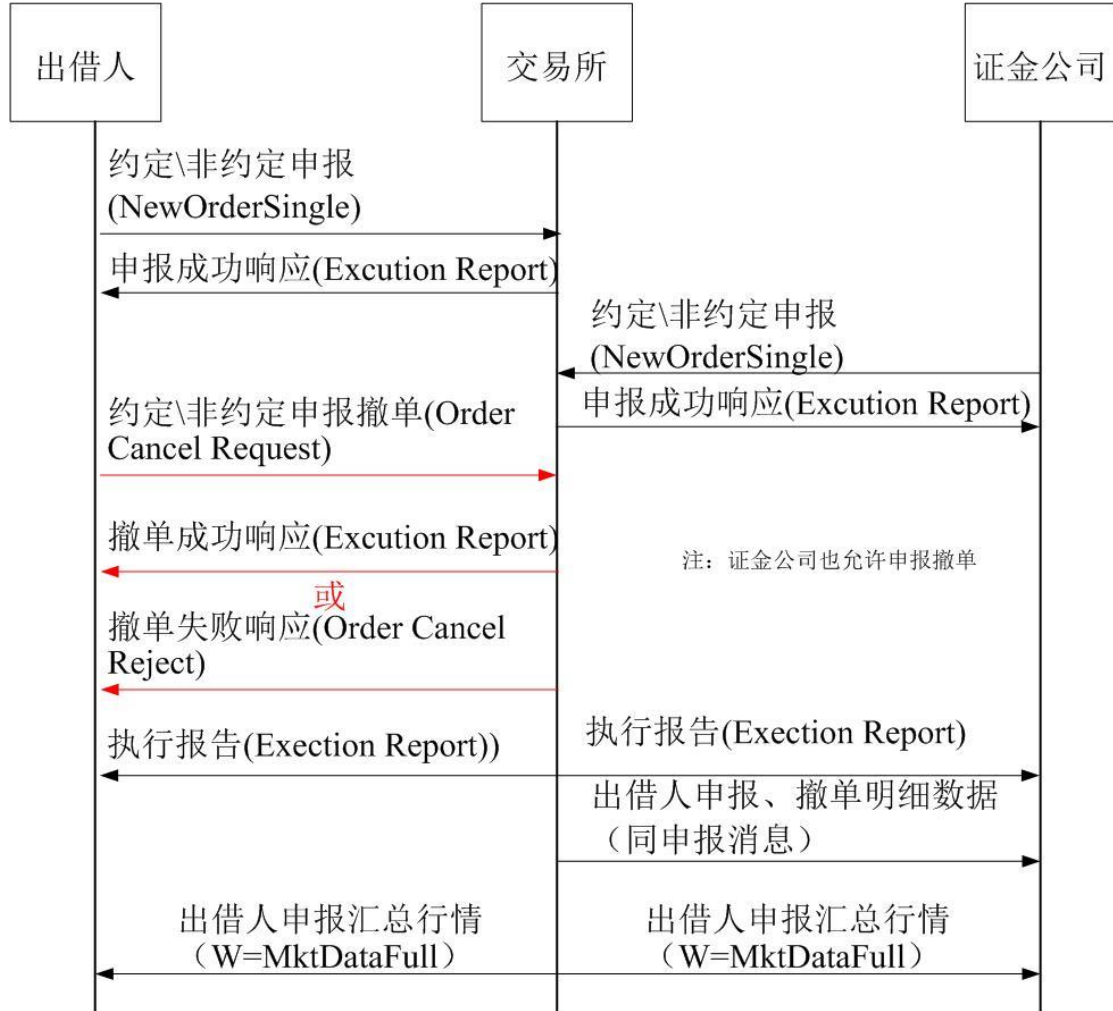 出借人
交易所
证金公司
约定\非约定申报
(NewOrderSingle)
申报成功响应(Excution Report)
约定\非约定申报
(NewOrderSingle)
申报成功响应(Excution Report)
约定\非约定申报撤单(Order
Cancel Request)
撤单成功响应(Excution Report)
注：证金公司也允许申报撤单
或
撤单失败响应(Order Cancel
Reject)
执行报告(Exection Report))
执行报告(Exection Report)
出借人申报、撤单明细数据
（同申报消息）
出借人申报汇总行情
（W=MktDataFull）
出借人申报汇总行情
（W=MktDataFull）